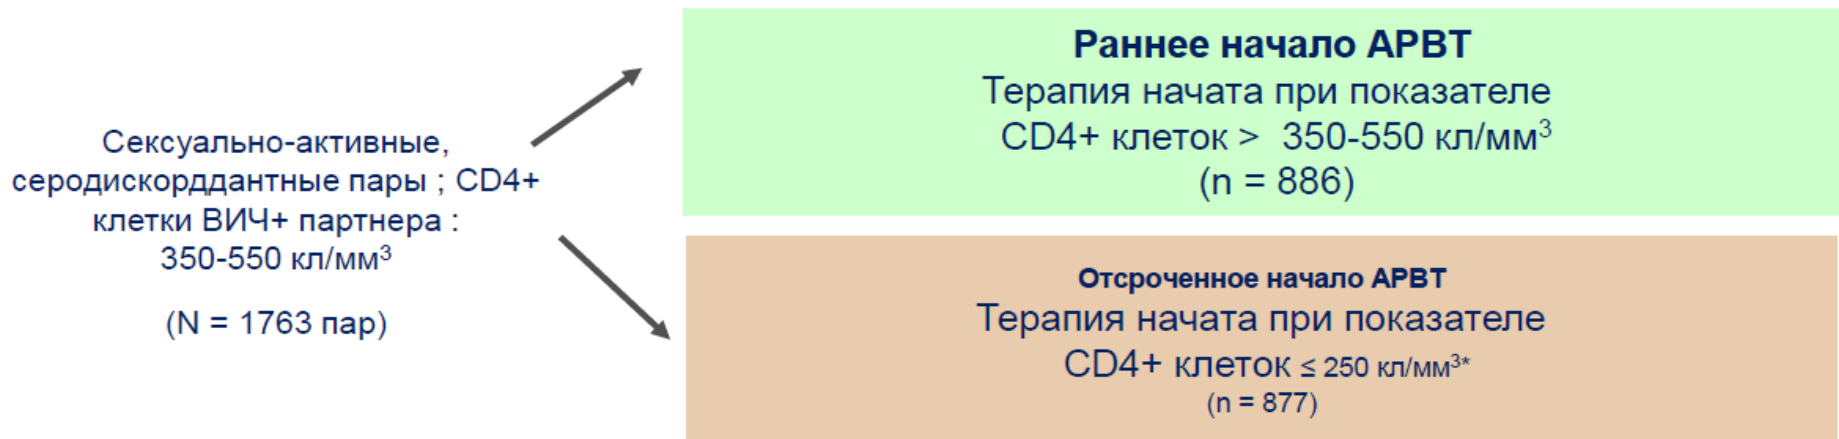 Сексуально-активные,
серодискорддантные пары ; CD4+
клетки ВИЧ+ партнера :
350-550 кл/мм³
(N = 1763 пар)
Раннее начало АРВТ
Терапия начата при показателе
CD4+ клеток > 350-550 кл/мм³
(n = 886)
Отсроченное начало АРВТ
Терапия начата при показателе
CD4+ клеток ≤ 250 кл/мм³*
(n = 877)